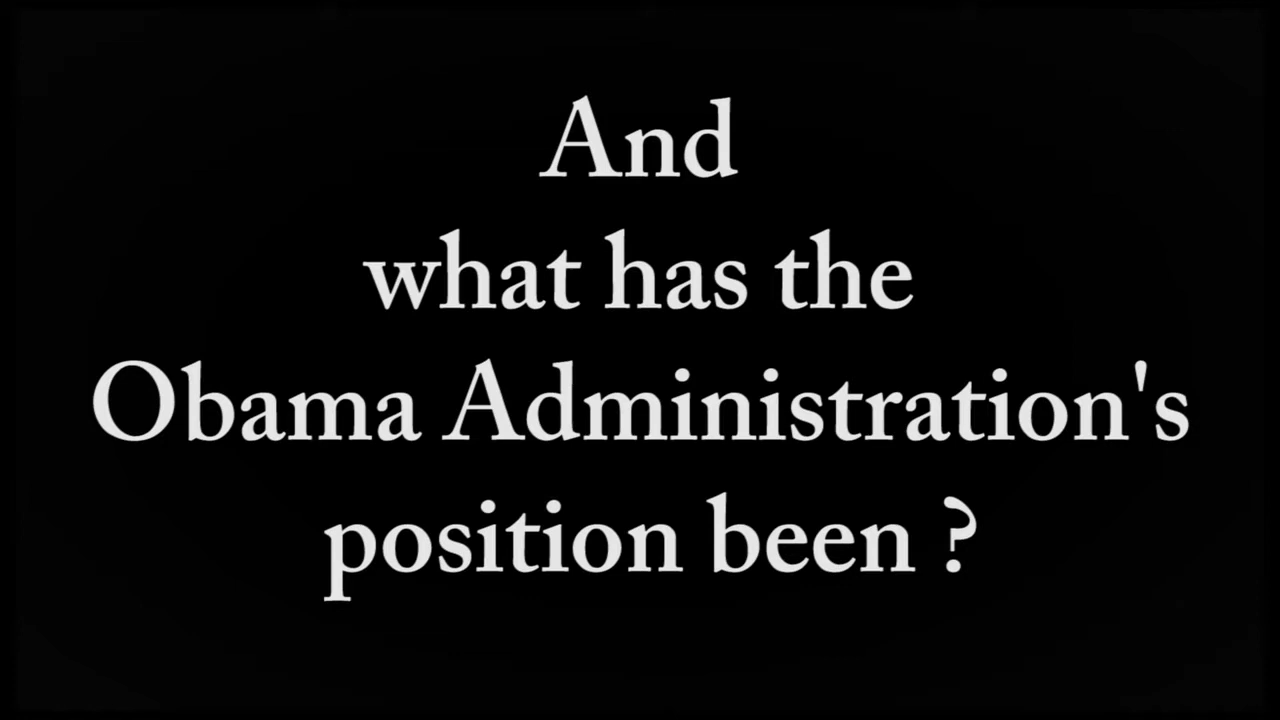 And
what has the
Obama Administration's
position been ?